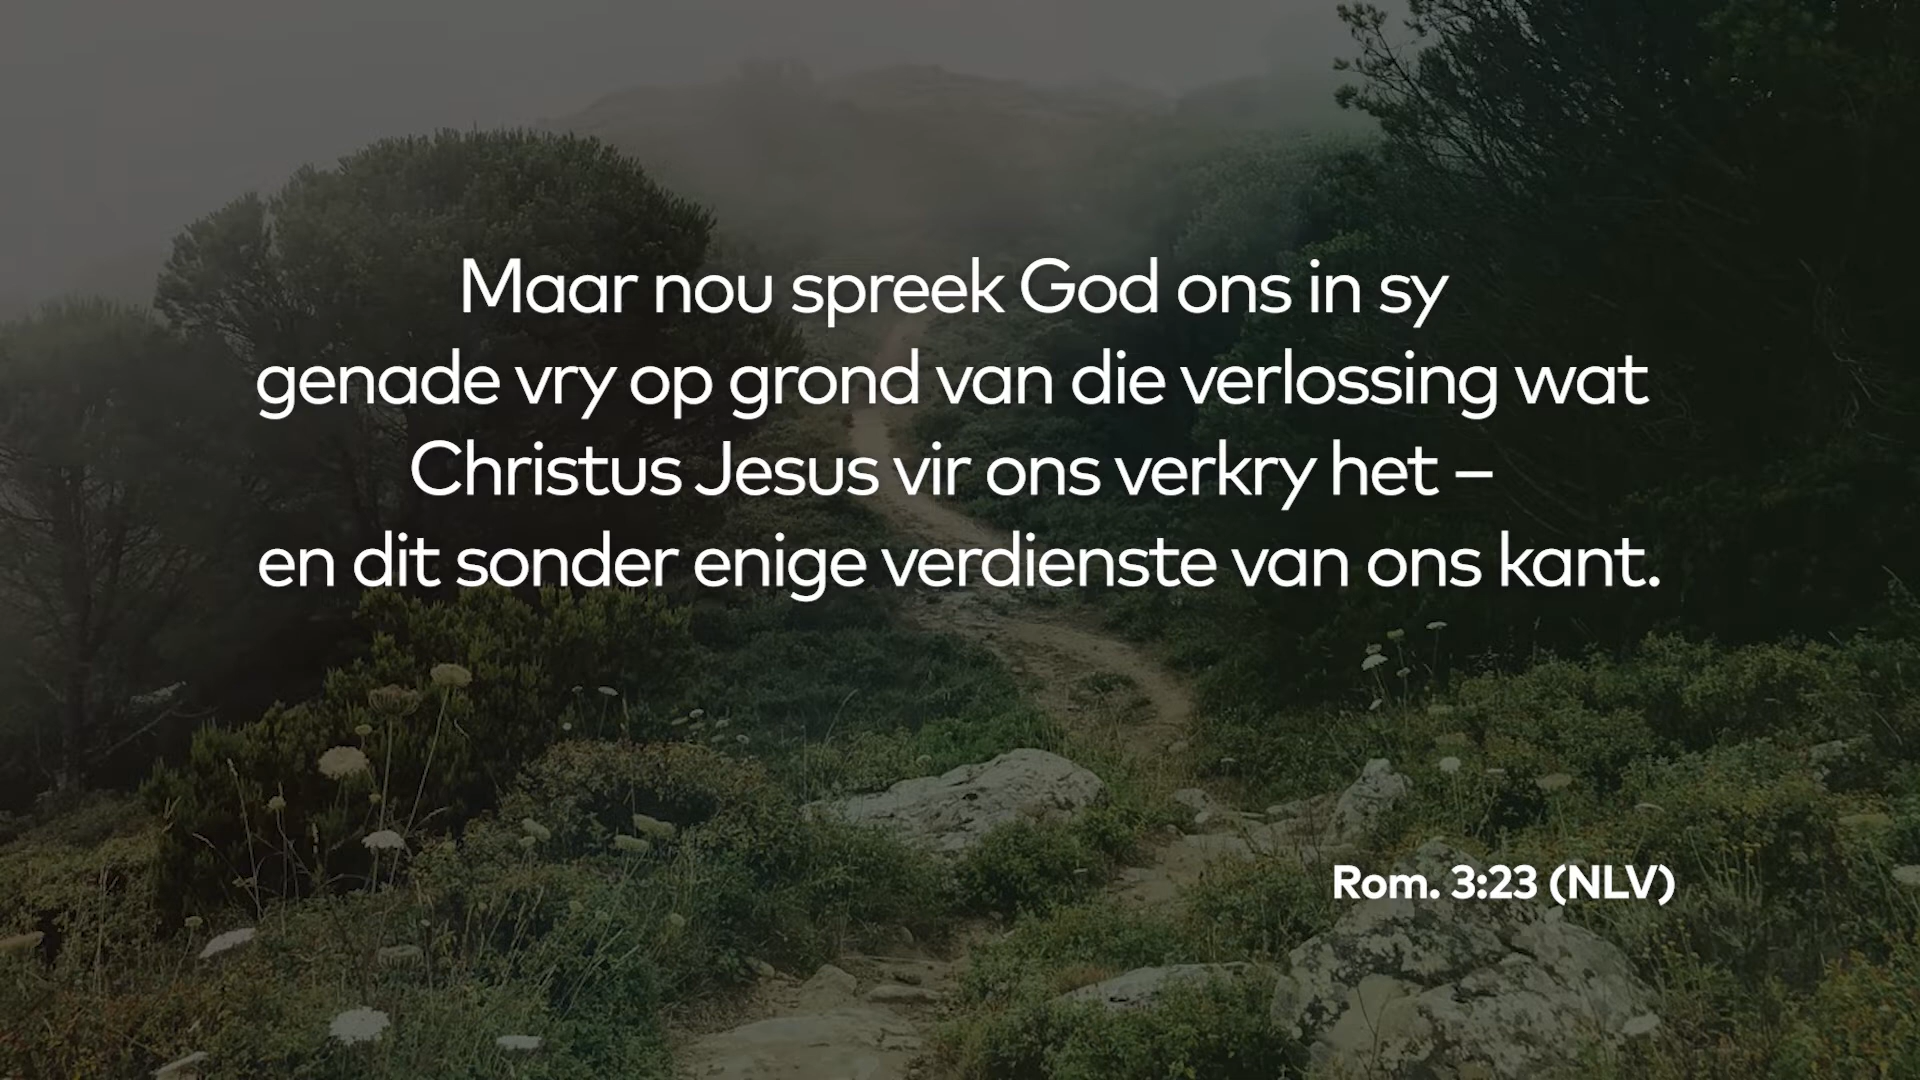 Maar nou spreek God ons in sy
genade vry op grond van die verlossing wat
Christus Jesus vir ons verkry het –
en dit sonder enige verdienste van ons kant.
Rom. 3:23 (NLV)